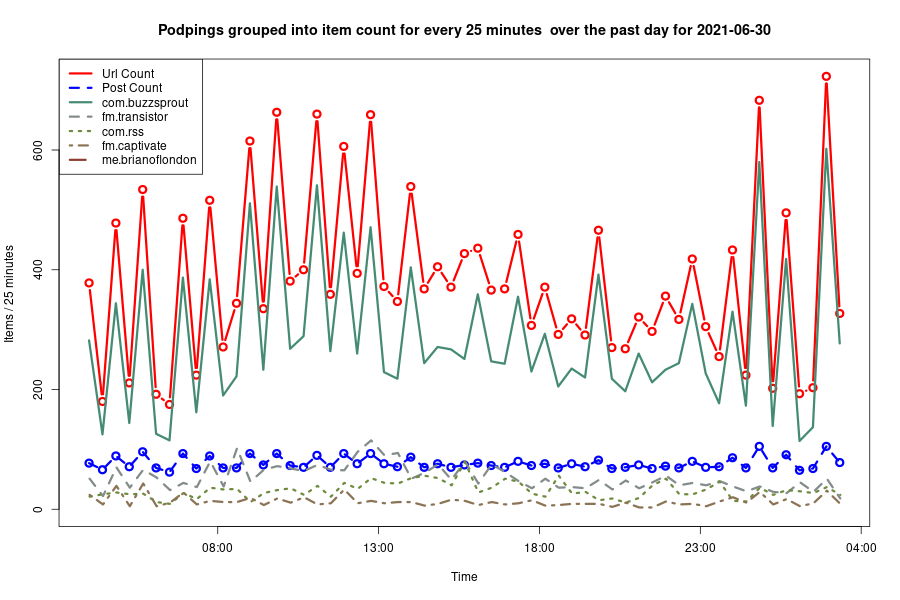 Podpings grouped into item count for every 25 minutes  over the past day for 2021-06-30
Url Count
Post Count
com.buzzsprout
fm.transistor
com.rss
fm.captivate
me.brianoflondon
Items / 25 minutes
600
400
200
0
08:00
13:00
18:00
23:00
04:00
Time